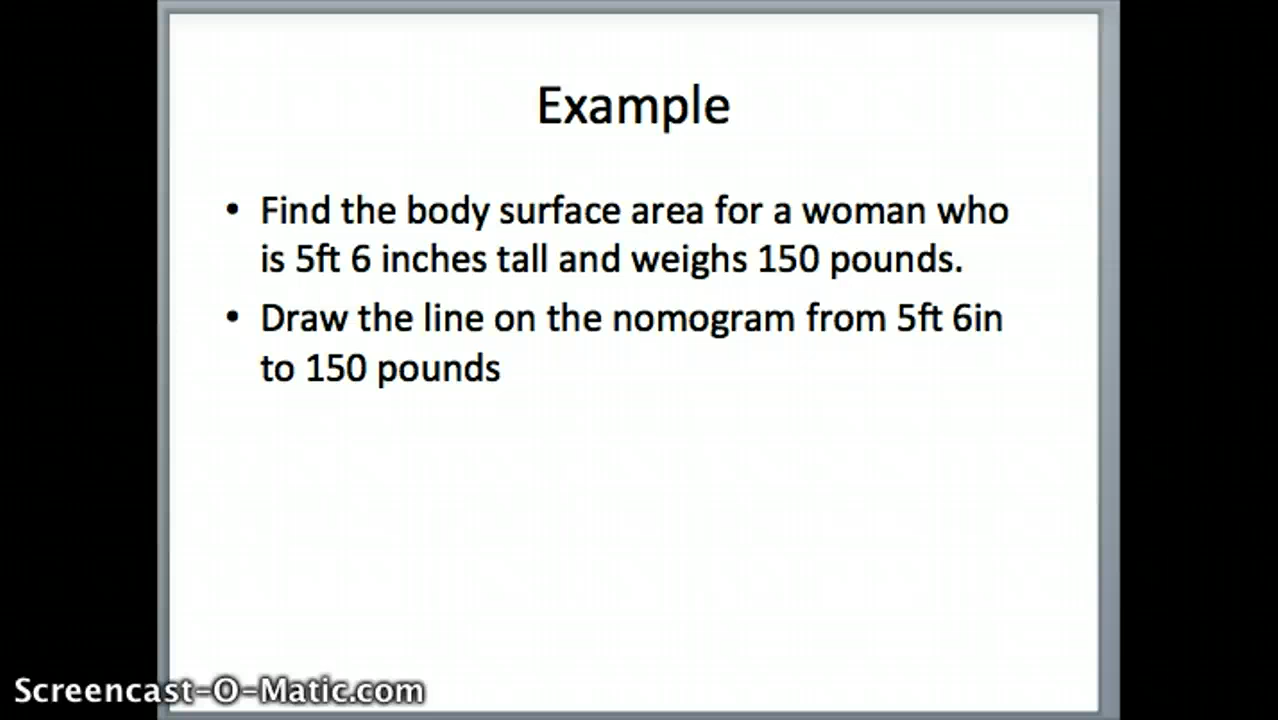 Example
• Find the body surface area for a woman who
is 5ft 6 inches tall and weighs 150 pounds.
• Draw the line on the nomogram from 5ft 6in
to 150 pounds
Screencast-O-Matic.com